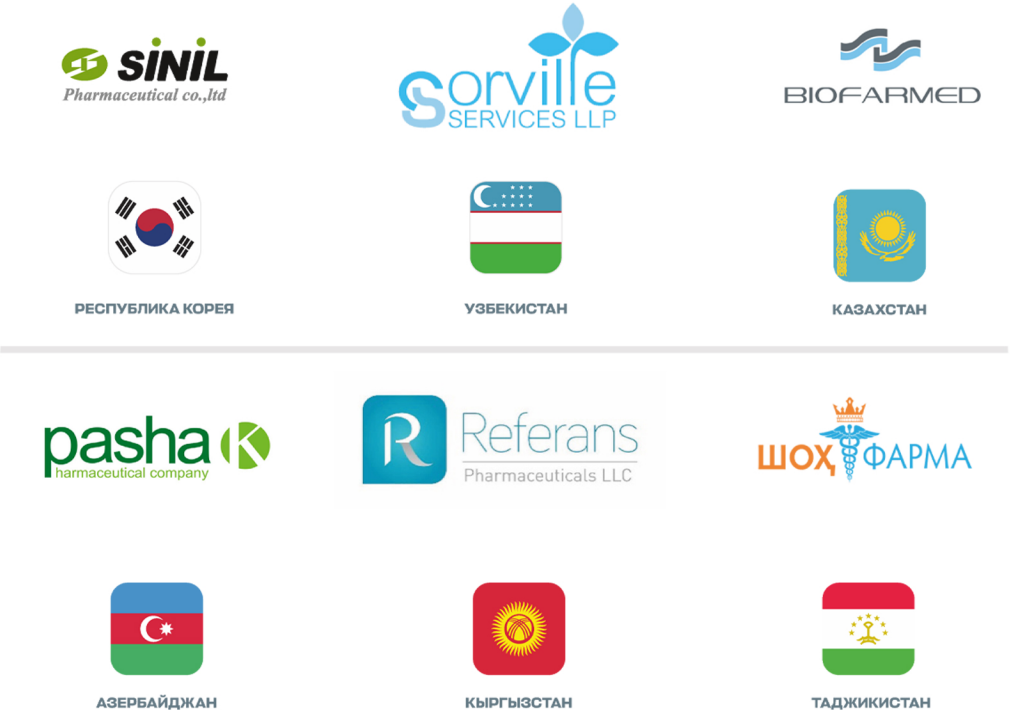 SINIL
Pharmaceutical co.,ltd
Sorville
SERVICES LLP
BIOFARMED
РЕСПУБЛИКА КОРЕЯ
УЗБЕКИСТАН
КАЗАХСТАН
pasha K
harmaceutical company
R Referans
Pharmaceuticals LLC
ШОҲ ФАРМА
АЗЕРБАЙДЖАН
КЫРГЫЗСТАН
ТАДЖИКИСТАН